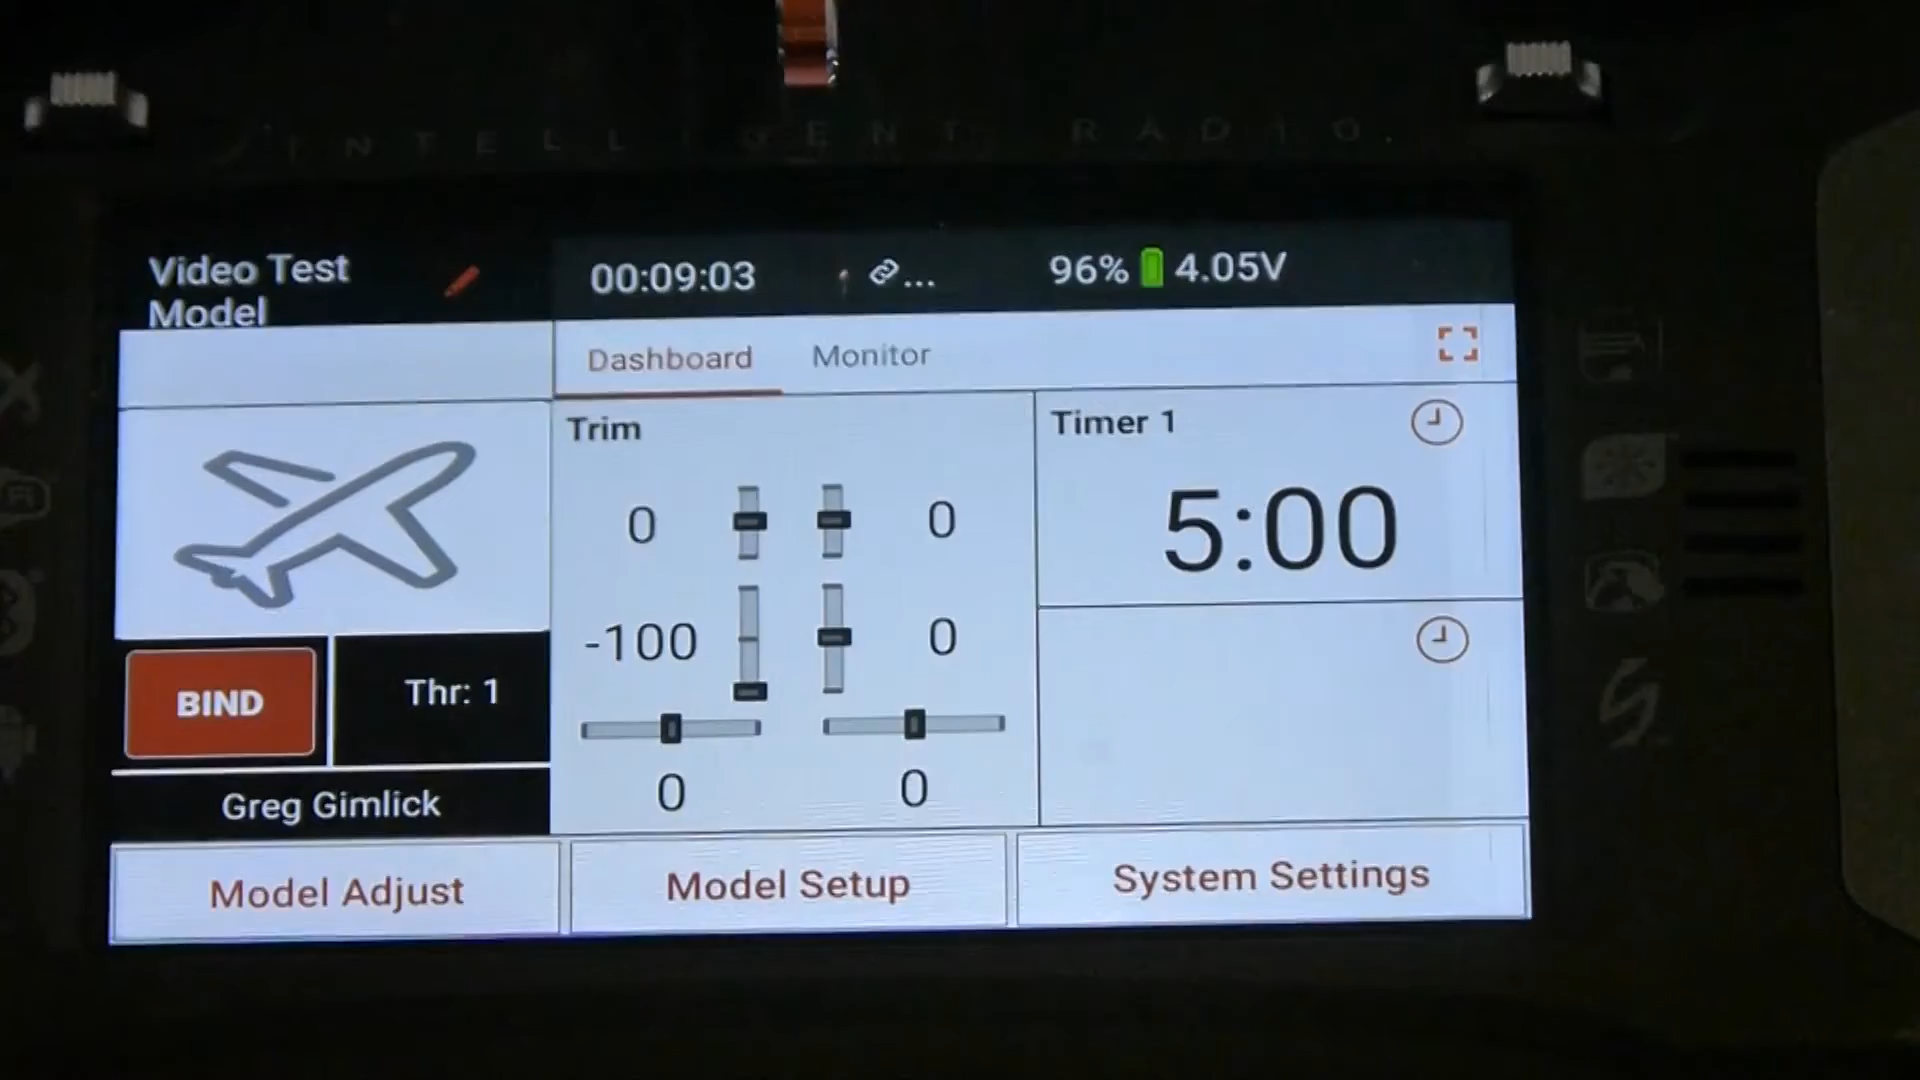 INTELLIGENT RADIO.
Video Test
Model
00:09:03
...
96%
4.05V
Dashboard
Monitor
Trim
0
0
-100
0
0
0
Timer 1
5:00
BIND
Thr: 1
Greg Gimlick
Model Adjust
Model Setup
System Settings